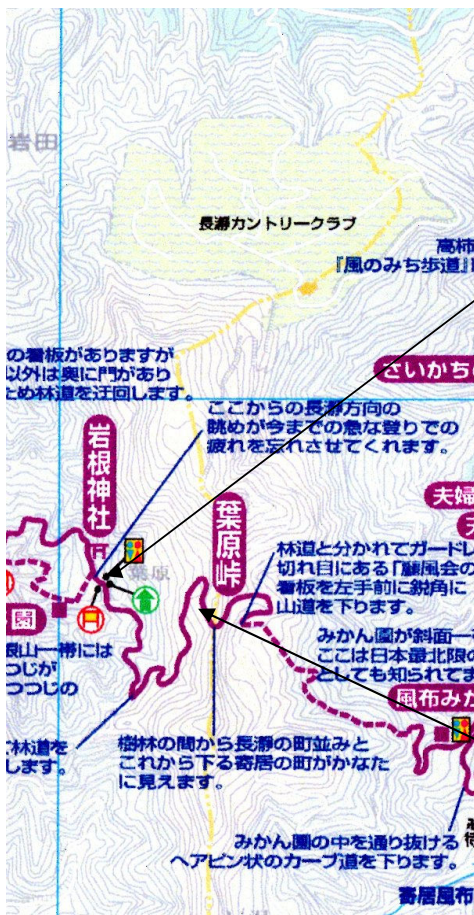 岩田
長瀞カントリークラブ
高柿
『風のみち歩道』
の看板がありますが
以外は奥に門があり
ため林道を迂回します。
さいかちの
ここからの長瀞方向の
眺めが今までの急な登りでの
疲れを忘れさせてくれます。
岩根神社
葉原峠
夫婦
葉原
林道と分かれてガードレ
切れ目にある「釜風会の
看板を左手前に鋭角に
山道を下ります。
園
根山一帯には
つじが
つつじの
みかん園が斜面一
ここは日本最北限の
としても知られてま
風布みか
林道を
します。
樹林の間から長瀞の町並みと
これから下る寄居の町がかなた
に見えます。
みかん園の中を通り抜ける
ヘアピン状のカーブ道を下ります。
寄居風布